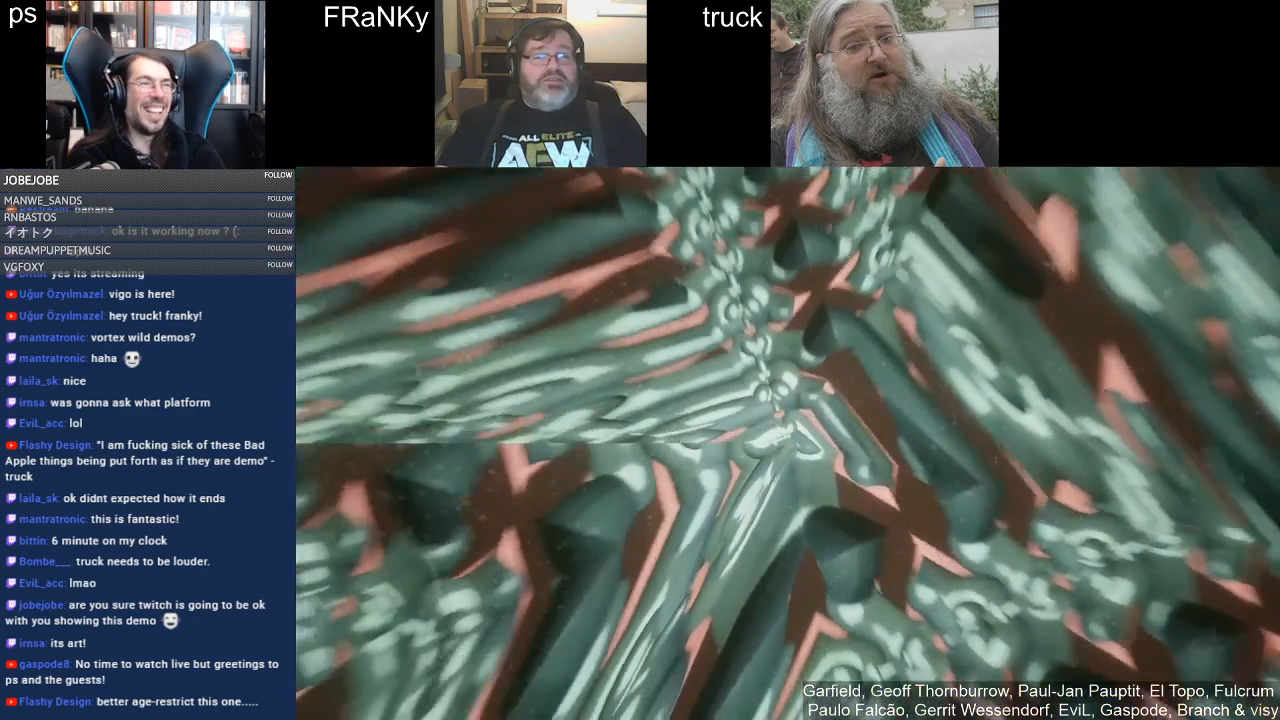 ps
FRaNKy
truck
ALL ELITE
AEW
JOBEJOBE FOLLOW
MANWE_SANDS FOLLOW
banana
RNBASTOS FOLLOW
イオトク FOLLOW
ok is it working now ? (:
DREAMPUPPETMUSIC FOLLOW
VGFOXY FOLLOW
bittin: yes its streaming
Uğur Özyılmazel: vigo is here!
Uğur Özyılmazel: hey truck! franky!
mantratronic: vortex wild demos?
mantratronic: haha
laila_sk: nice
irnsa: was gonna ask what platform
EviL_acc: lol
Flashy Design: "I am fucking sick of these Bad
Apple things being put forth as if they are demo" -
truck
laila_sk: ok didnt expected how it ends
mantratronic: this is fantastic!
bittin: 6 minute on my clock
Bombe___ truck needs to be louder.
EviL_acc: lmao
jobejobe: are you sure twitch is going to be ok
with you showing this demo
irnsa: its art!
gaspode8: No time to watch live but greetings to
ps and the guests!
Flashy Design: better age-restrict this one.....
Garfield, Geoff Thornburrow, Paul-Jan Pauptit, El Topo, Fulcrum
Paulo Falcão, Gerrit Wessendorf, EviL, Gaspode, Branch & visy